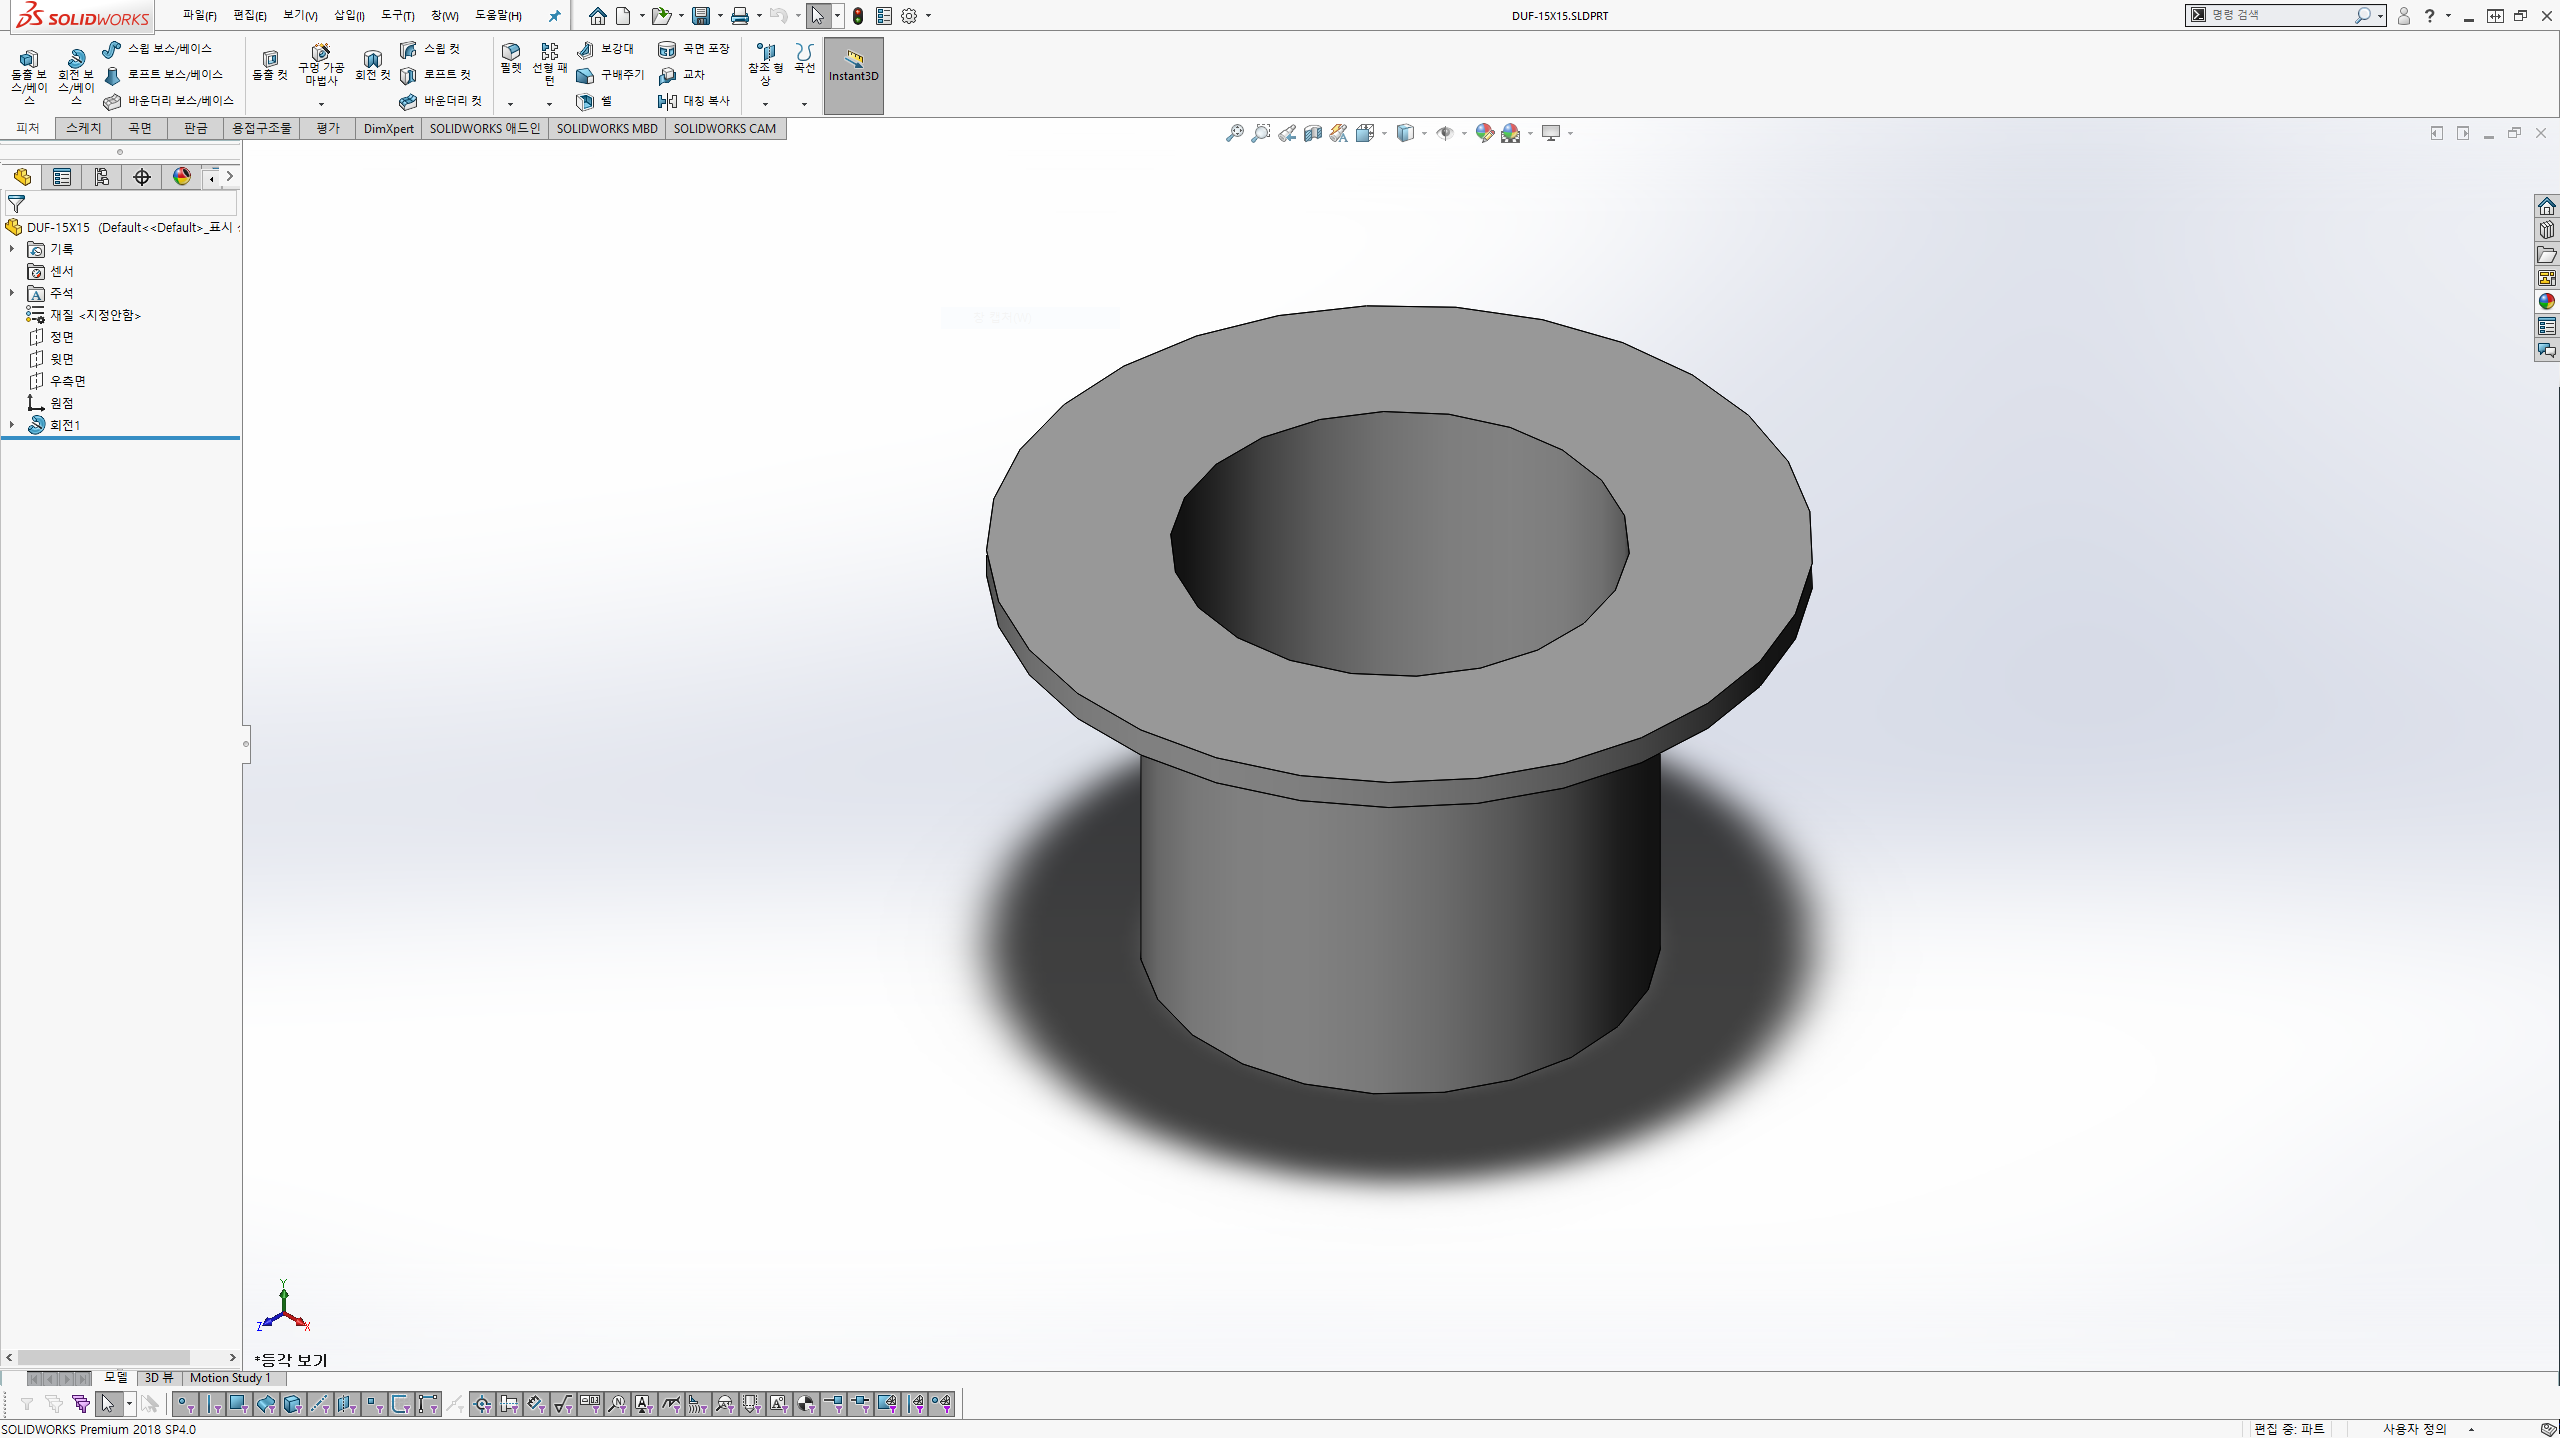 SOLIDWORKS 파일(F) 편집(E) 보기(V) 삽입(I) 도구(T) 창(W) 도움말(H) DUF-15X15.SLDPRT 명령 검색 ?
돌출 보스/베이스
회전 보스/베이스
스윕 보스/베이스
로프트 보스/베이스
바운더리 보스/베이스
돌출 컷
구멍 가공 마법사
회전 컷
스윕 컷
로프트 컷
바운더리 컷
필렛
선형 패턴
보강대
구배주기
쉘
곡면 포장
교차
대칭 복사
참조 형상
곡선
Instant3D
피처 스케치 곡면 판금 용접구조물 평가 DimXpert SOLIDWORKS 애드인 SOLIDWORKS MBD SOLIDWORKS CAM
DUF-15X15 (Default<<Default>_표시
기록
센서
주석
재질 <지정안함>
정면
윗면
우측면
원점
회전1
Y
Z X
*등각 보기
모델 3D 뷰 Motion Study 1
SOLIDWORKS Premium 2018 SP4.0 편집 중: 파트 사용자 정의